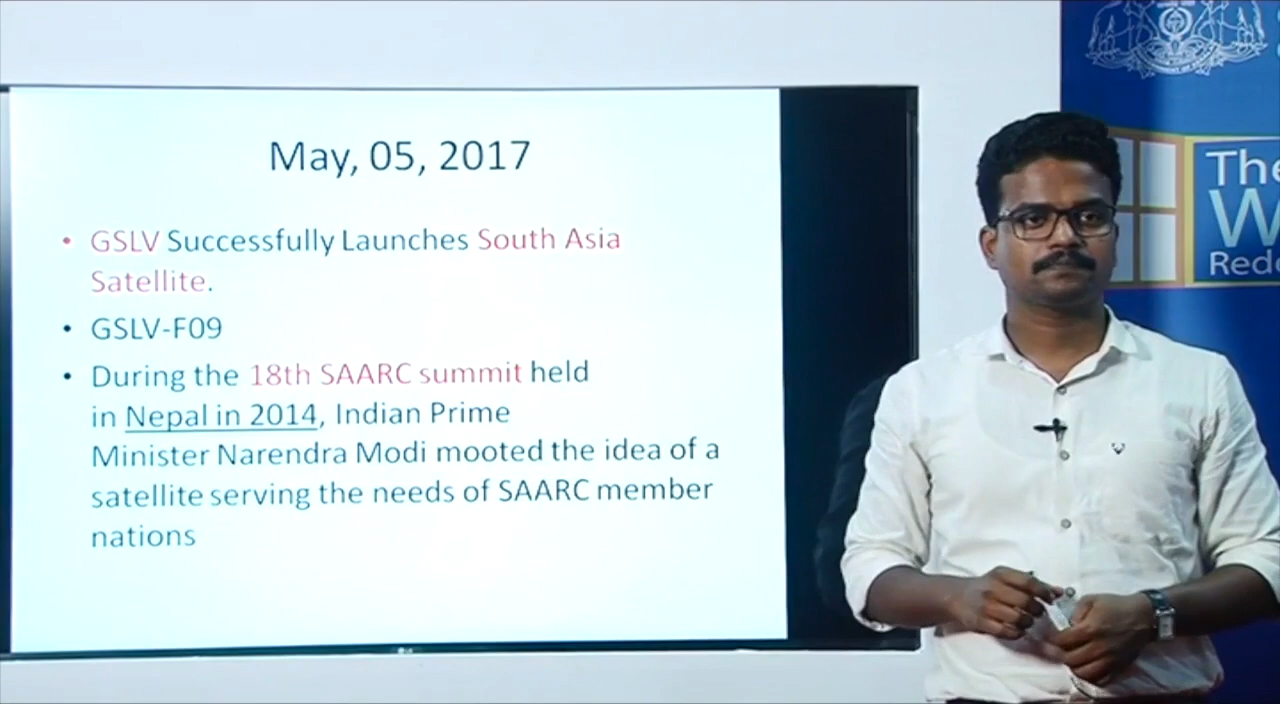 May, 05, 2017
• GSLV Successfully Launches South Asia
Satellite.
• GSLV-F09
• During the 18th SAARC summit held
in Nepal in 2014, Indian Prime
Minister Narendra Modi mooted the idea of a
satellite serving the needs of SAARC member
nations
LG
The
W
Rede